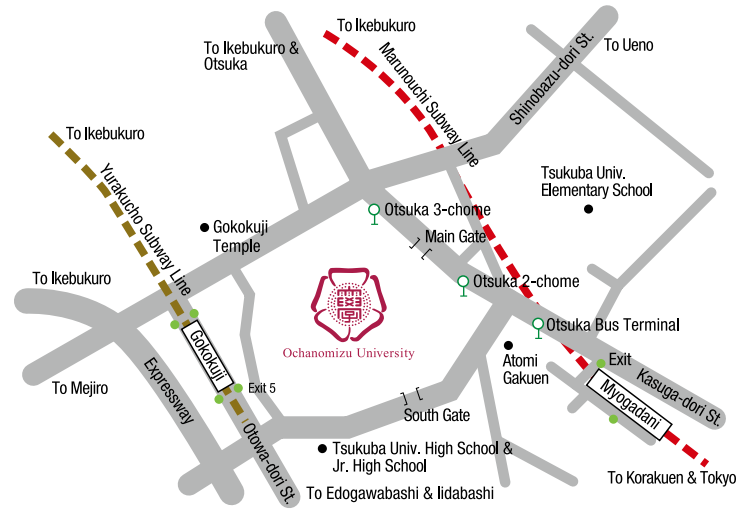 To Ikebukuro
To Ikebukuro &
Otsuka
Marunouchi Subway Line
Shinobazu-dori St.
To Ueno
To Ikebukuro
Yurakucho Subway Line
Tsukuba Univ.
Elementary School
Otsuka 3-chome
Gokokuji
Temple
Main Gate
To Ikebukuro
Otsuka 2-chome
Otsuka Bus Terminal
Ochanomizu University
Gokokuji
Expressway
Atomi
Gakuen
Exit
Kasuga-dori St.
Myogadani
To Mejiro
Exit 5
South Gate
Otowa-dori St.
Tsukuba Univ. High School &
Jr. High School
To Korakuen & Tokyo
To Edogawabashi & Iidabashi